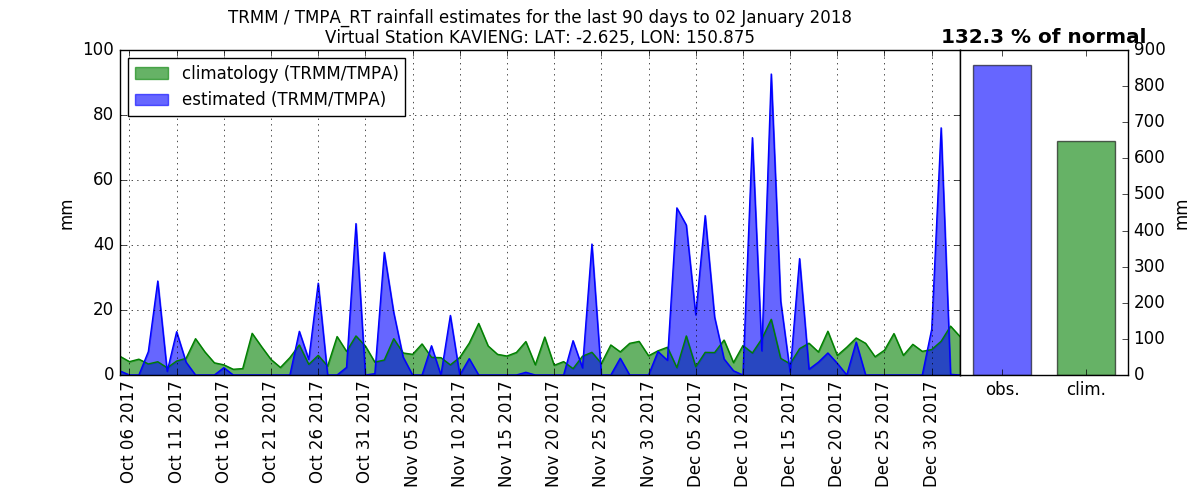 TRMM / TMPA_RT rainfall estimates for the last 90 days to 02 January 2018
Virtual Station KAVIENG: LAT: -2.625, LON: 150.875
132.3 % of normal
climatology (TRMM/TMPA)
estimated (TRMM/TMPA)
mm
100
80
60
40
20
0
Oct 06 2017
Oct 11 2017
Oct 16 2017
Oct 21 2017
Oct 26 2017
Oct 31 2017
Nov 05 2017
Nov 10 2017
Nov 15 2017
Nov 20 2017
Nov 25 2017
Nov 30 2017
Dec 05 2017
Dec 10 2017
Dec 15 2017
Dec 20 2017
Dec 25 2017
Dec 30 2017
obs.
clim.
900
800
700
600
500
400
300
200
100
0
mm